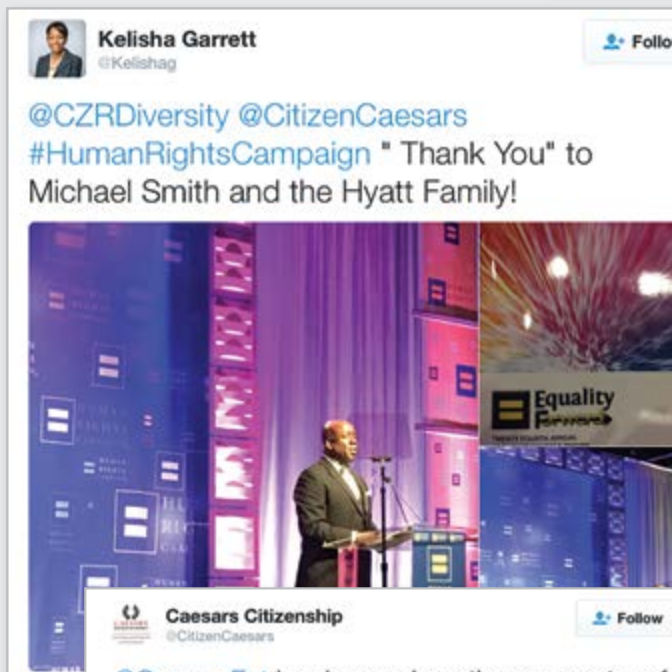 Kelisha Garrett
@Kelishag
Follo
@CZRDiversity @CitizenCaesars
#HumanRightsCampaign " Thank You" to
Michael Smith and the Hyatt Family!
Equality
Forward
Caesars Citizenship
@CitizenCaesars
Follow